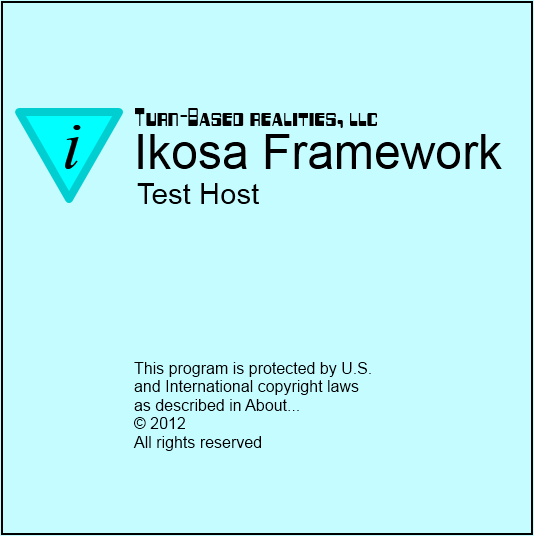 i
Turn-Based realities, llc
Ikosa Framework
Test Host
This program is protected by U.S.
and International copyright laws
as described in About...
© 2012
All rights reserved